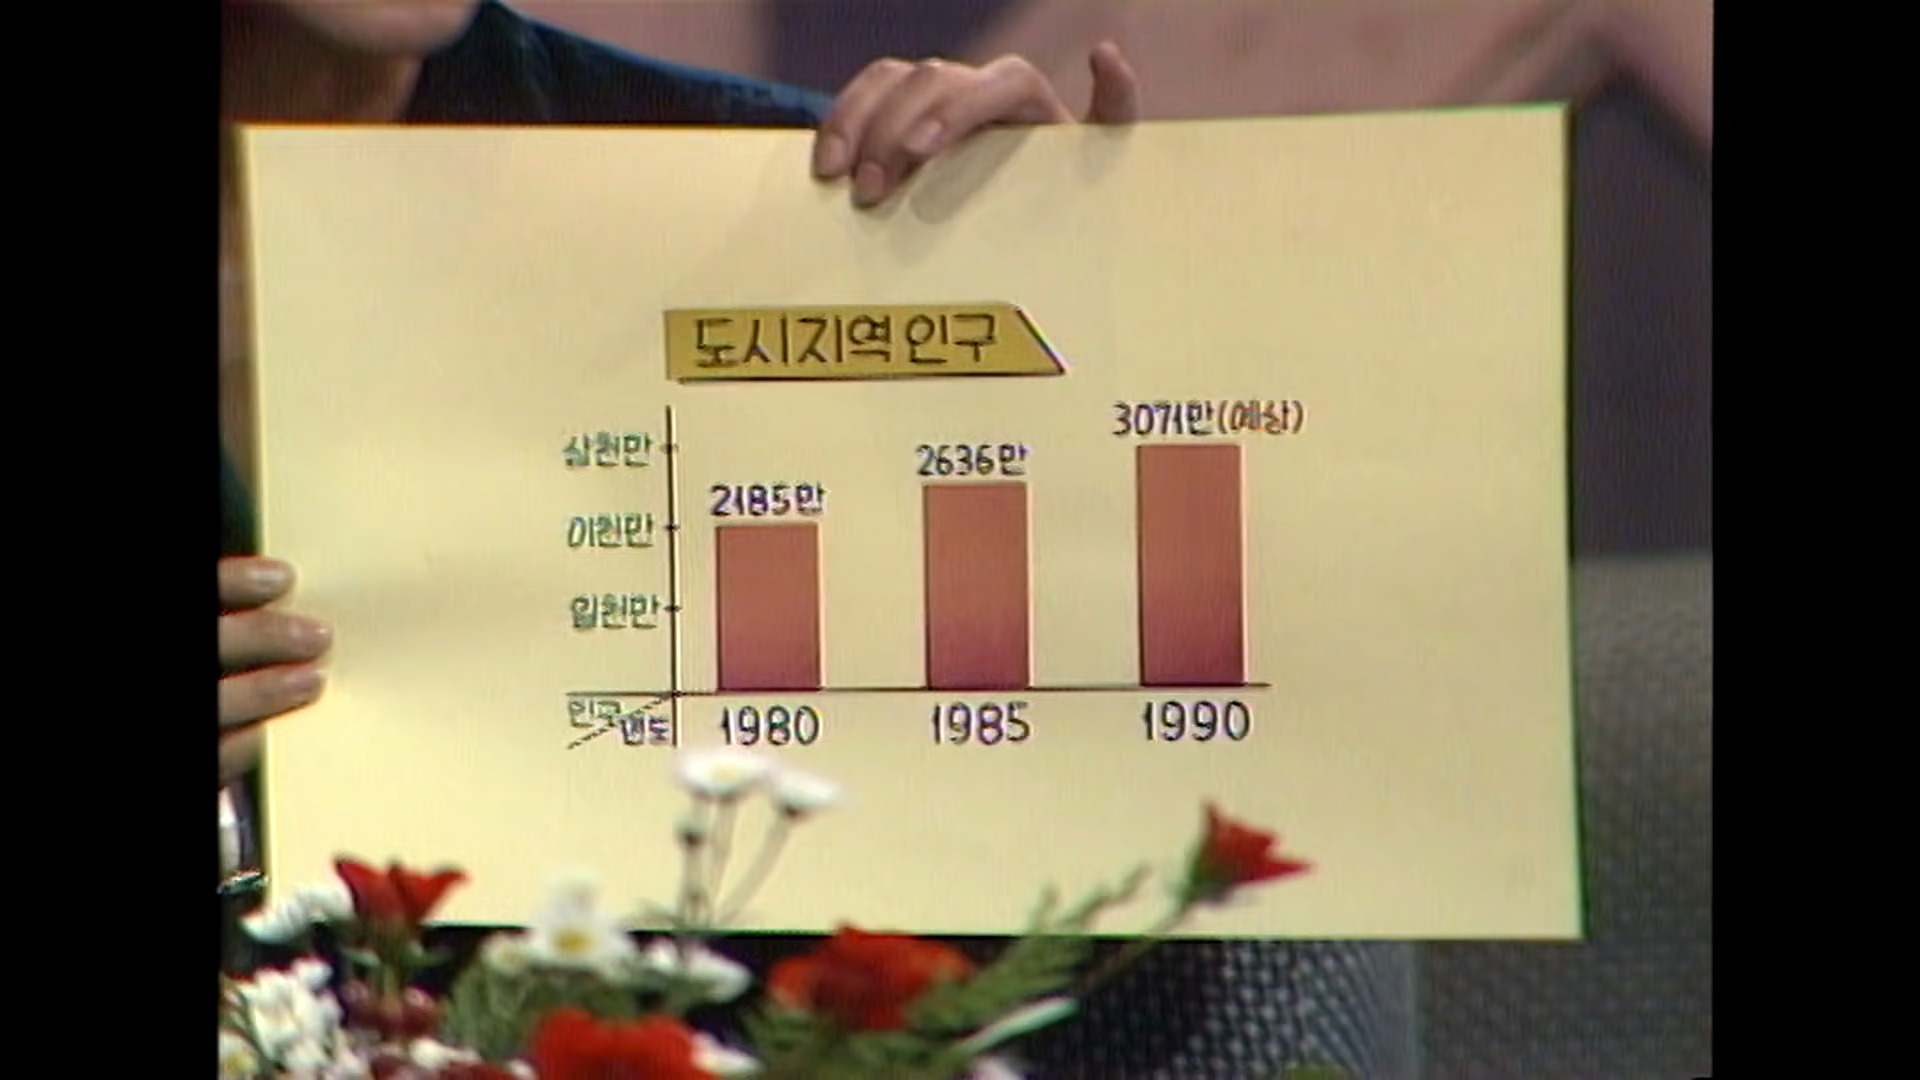 도시지역 인구
3071만(예상)
2636만
2185만
삼천만
이천만
일천만
인구
년도
1980 1985 1990